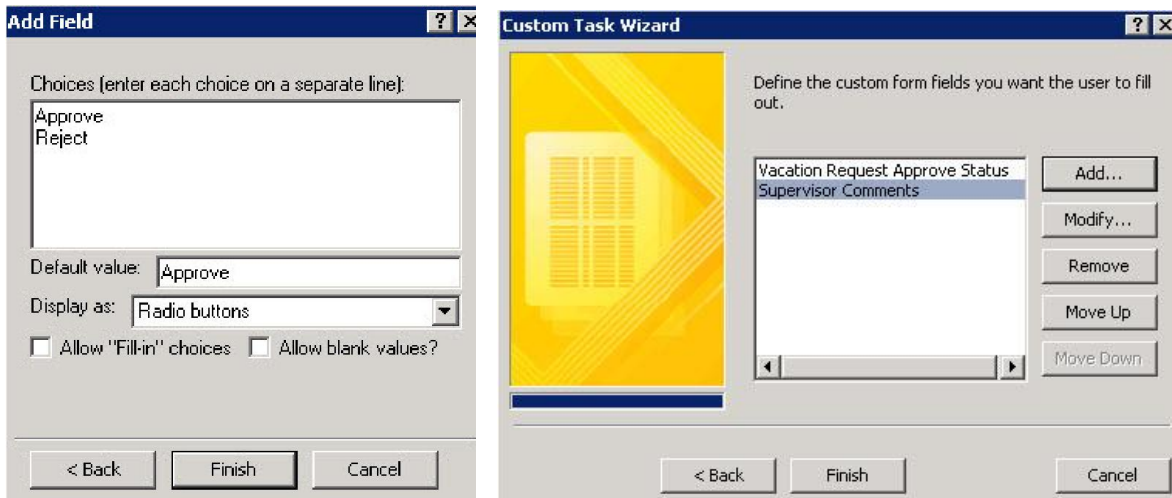 Add Field
Choices (enter each choice on a separate line):
Approve
Reject
Default value: Approve
Display as: Radio buttons
Allow "Fill-in" choices Allow blank values?
< Back Finish Cancel
Custom Task Wizard
Define the custom form fields you want the user to fill
out.
Vacation Request Approve Status
Supervisor Comments
Add...
Modify...
Remove
Move Up
Move Down
< Back Finish Cancel